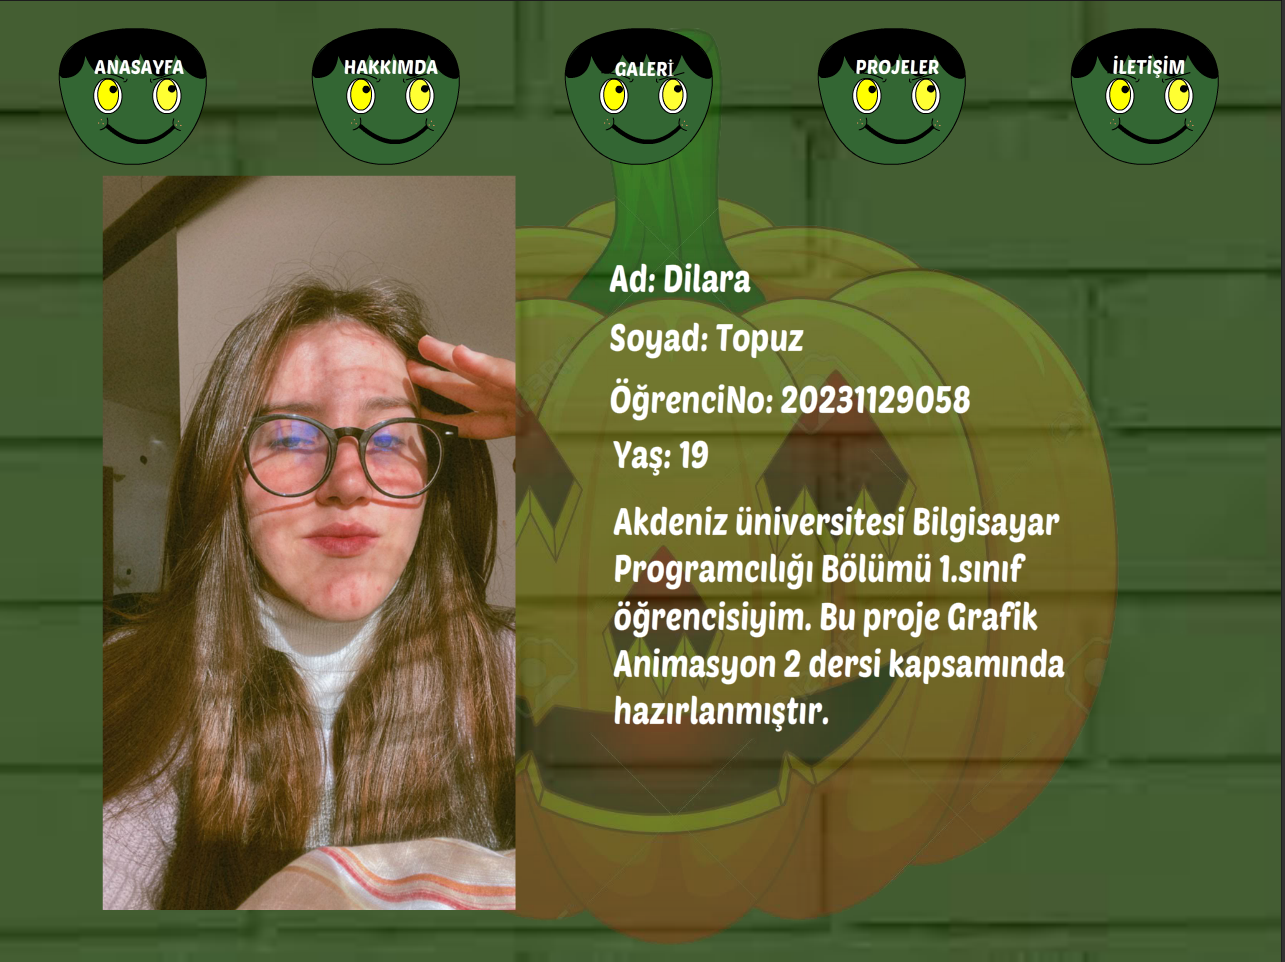 ANASAYFA
HAKKIMDA
GALERİ
PROJELER
İLETİŞİM
Ad: Dilara
Soyad: Topuz
ÖğrenciNo: 20231129058
Yaş: 19
Akdeniz üniversitesi Bilgisayar
Programcılığı Bölümü 1.sınıf
öğrencisiyim. Bu proje Grafik
Animasyon 2 dersi kapsamında
hazırlanmıştır.